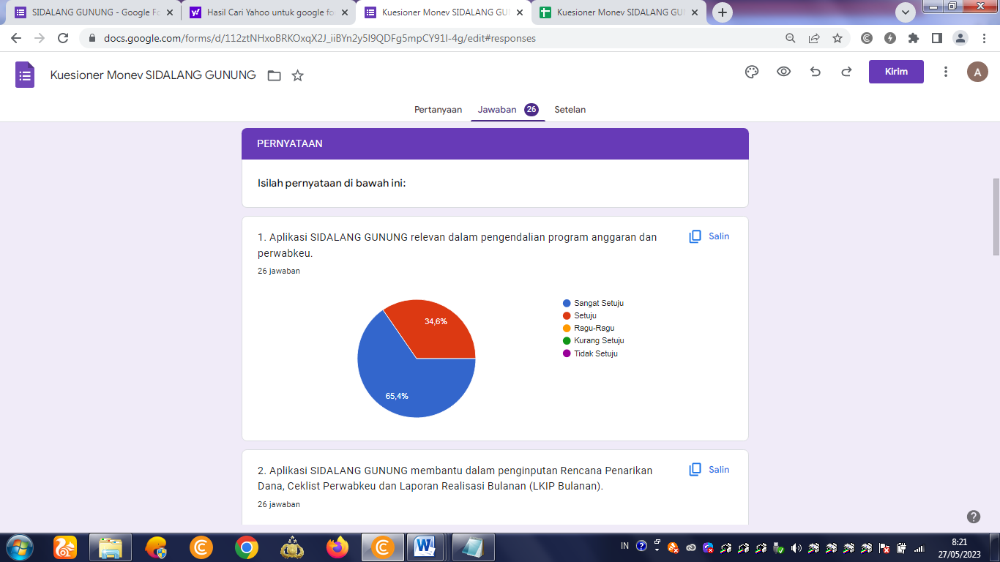 SIDALANG GUNUNG - Google Fo
Hasil Cari Yahoo untuk google fo
Kuesioner Monev SIDALANG GU
Kuesioner Monev SIDALANG GU
docs.google.com/forms/d/112ztNHxoBRKOxqX2J_iiBYn2y5l9QDFg5mpCY91I-4g/edit#responses
Kuesioner Monev SIDALANG GUNUNG
Kirim
A
Pertanyaan
Jawaban 26
Setelan
PERNYATAAN
Isilah pernyataan di bawah ini:
1. Aplikasi SIDALANG GUNUNG relevan dalam pengendalian program anggaran dan
perwabkeu.
Salin
26 jawaban
34,6%
65,4%
Sangat Setuju
Setuju
Ragu-Ragu
Kurang Setuju
Tidak Setuju
2. Aplikasi SIDALANG GUNUNG membantu dalam penginputan Rencana Penarikan
Dana, Ceklist Perwabkeu dan Laporan Realisasi Bulanan (LKIP Bulanan).
Salin
26 jawaban
IN
8:21
27/05/2023